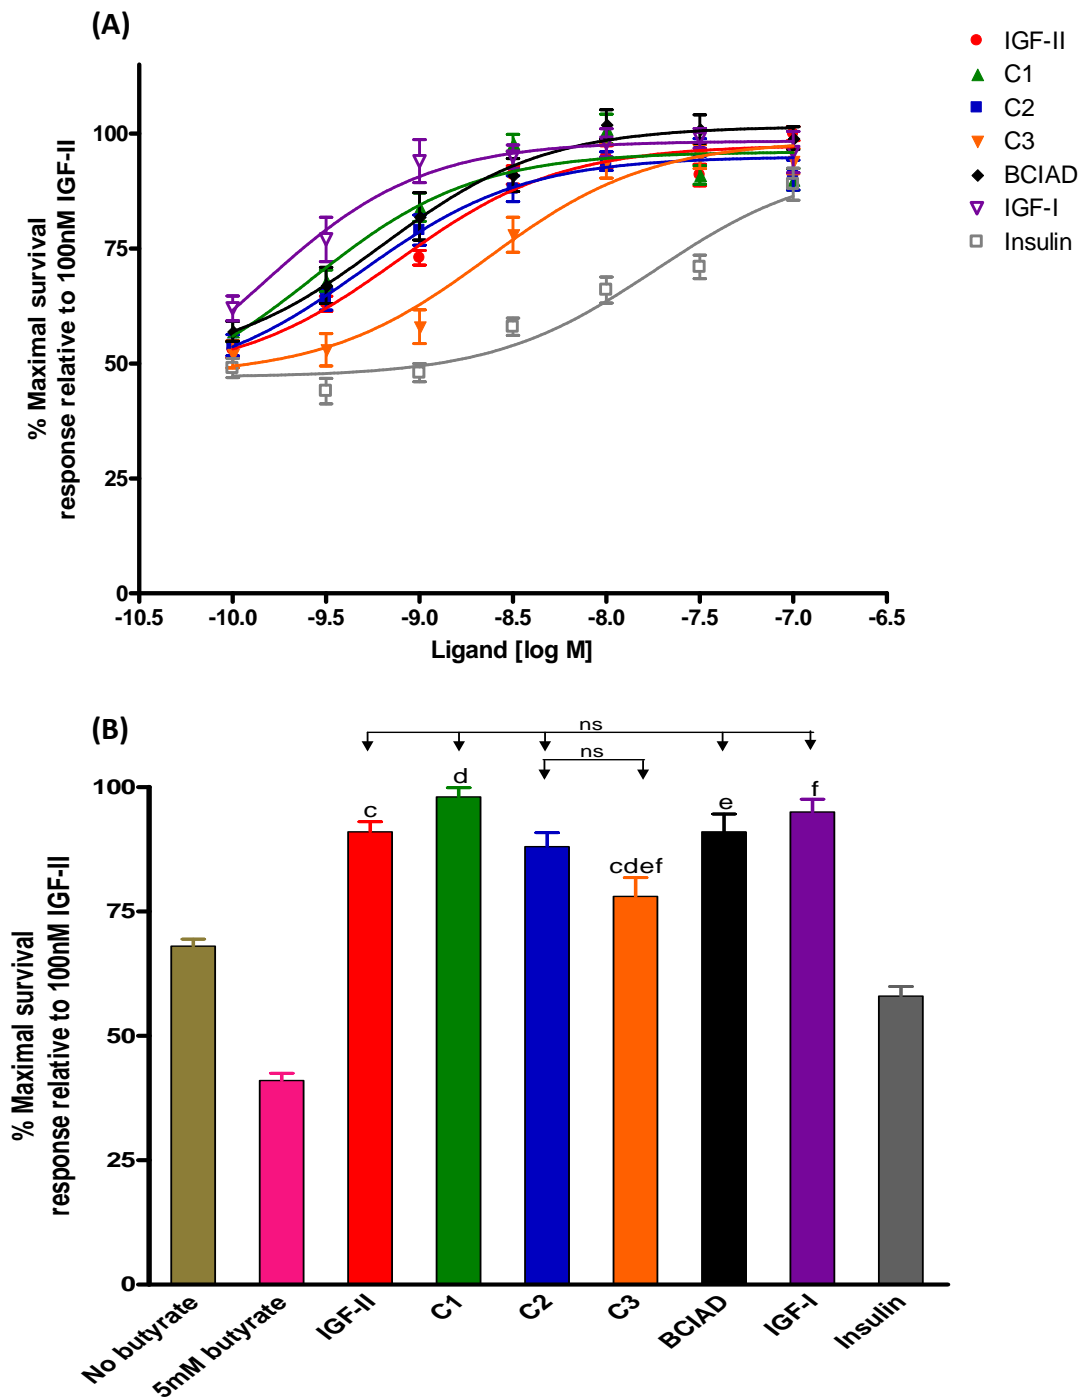 (A)
IGF-II
C1
C2
C3
BCIAD
IGF-I
Insulin
% Maximal survival
response relative to 100nM IGF-II
100
75
50
25
0
-10.5 -10.0 -9.5 -9.0 -8.5 -8.0 -7.5 -7.0 -6.5
Ligand [log M]
(B)
ns
ns
c d cdef e f
% Maximal survival
response relative to 100nM IGF-II
100
75
50
25
0
No butyrate 5mM butyrate IGF-II C1 C2 C3 BCIAD IGF-I Insulin